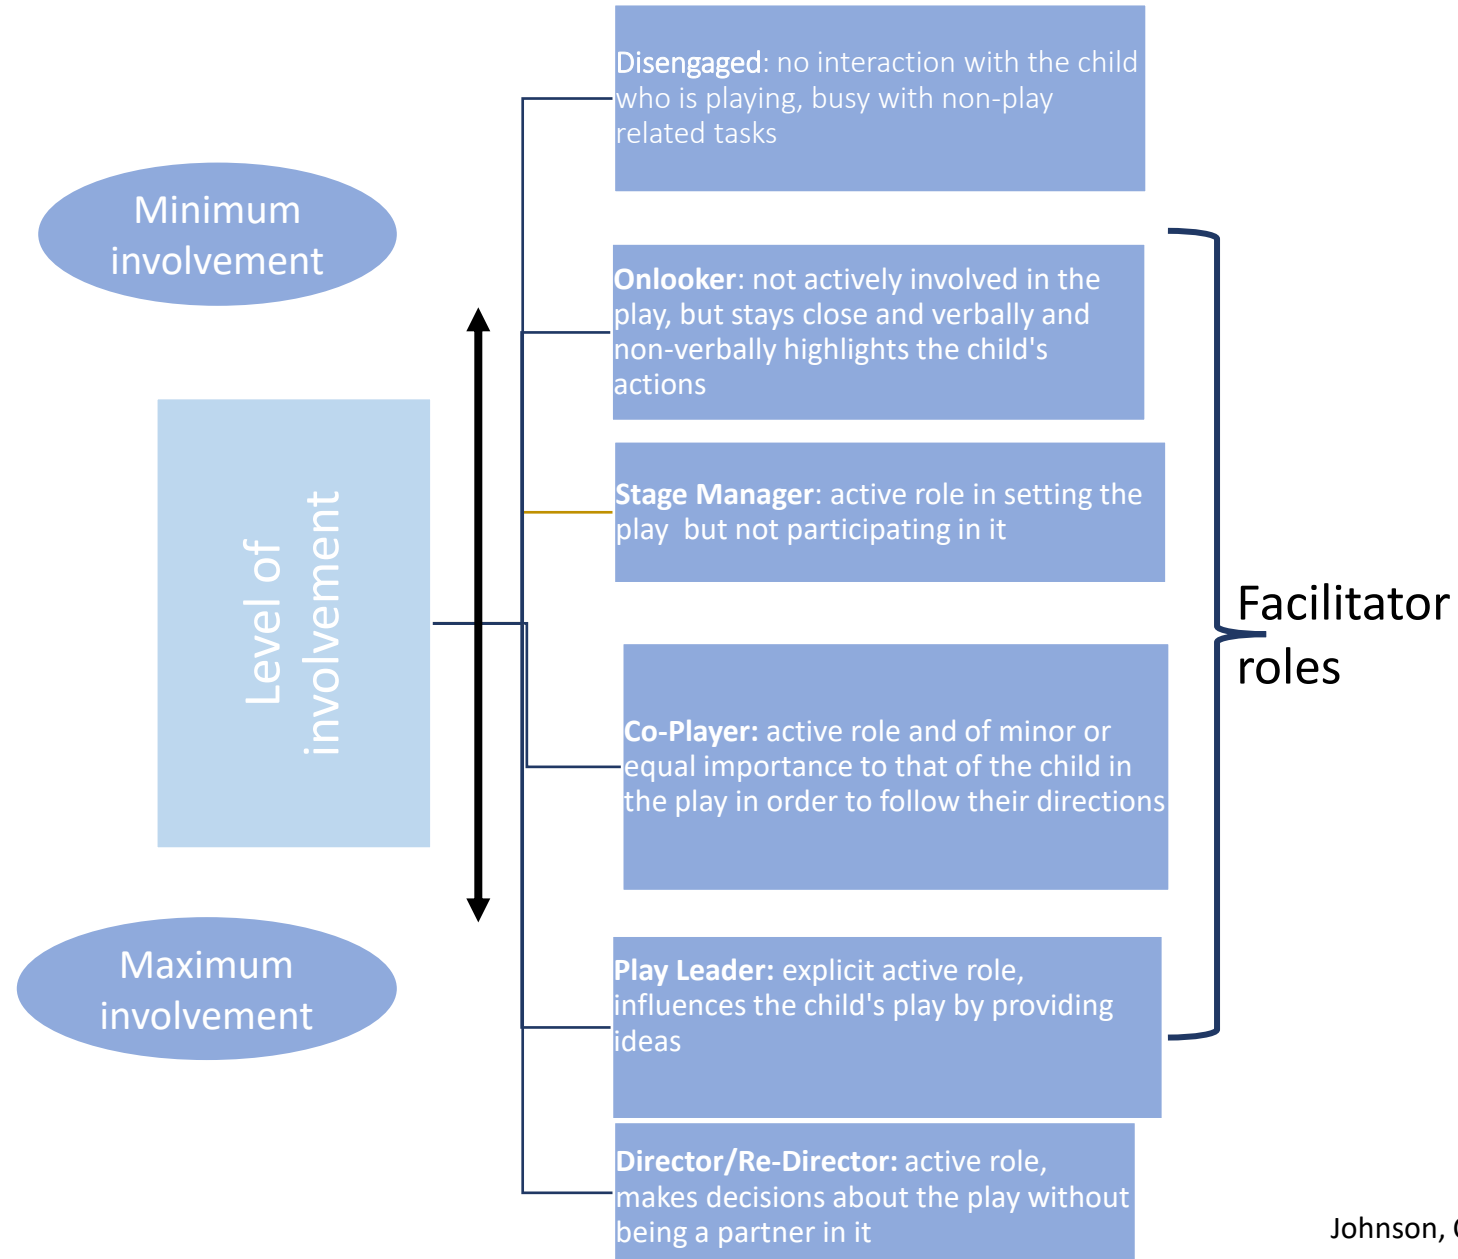 Disengaged: no interaction with the child
who is playing, busy with non-play
related tasks
Minimum
involvement
Onlooker: not actively involved in the
play, but stays close and verbally and
non-verbally highlights the child's
actions
Stage Manager: active role in setting the
play  but not participating in it
Level of
involvement
Facilitator
roles
Co-Player: active role and of minor or
equal importance to that of the child in
the play in order to follow their directions
Maximum
involvement
Play Leader: explicit active role,
influences the child's play by providing
ideas
Director/Re-Director: active role,
makes decisions about the play without
being a partner in it
Johnson,